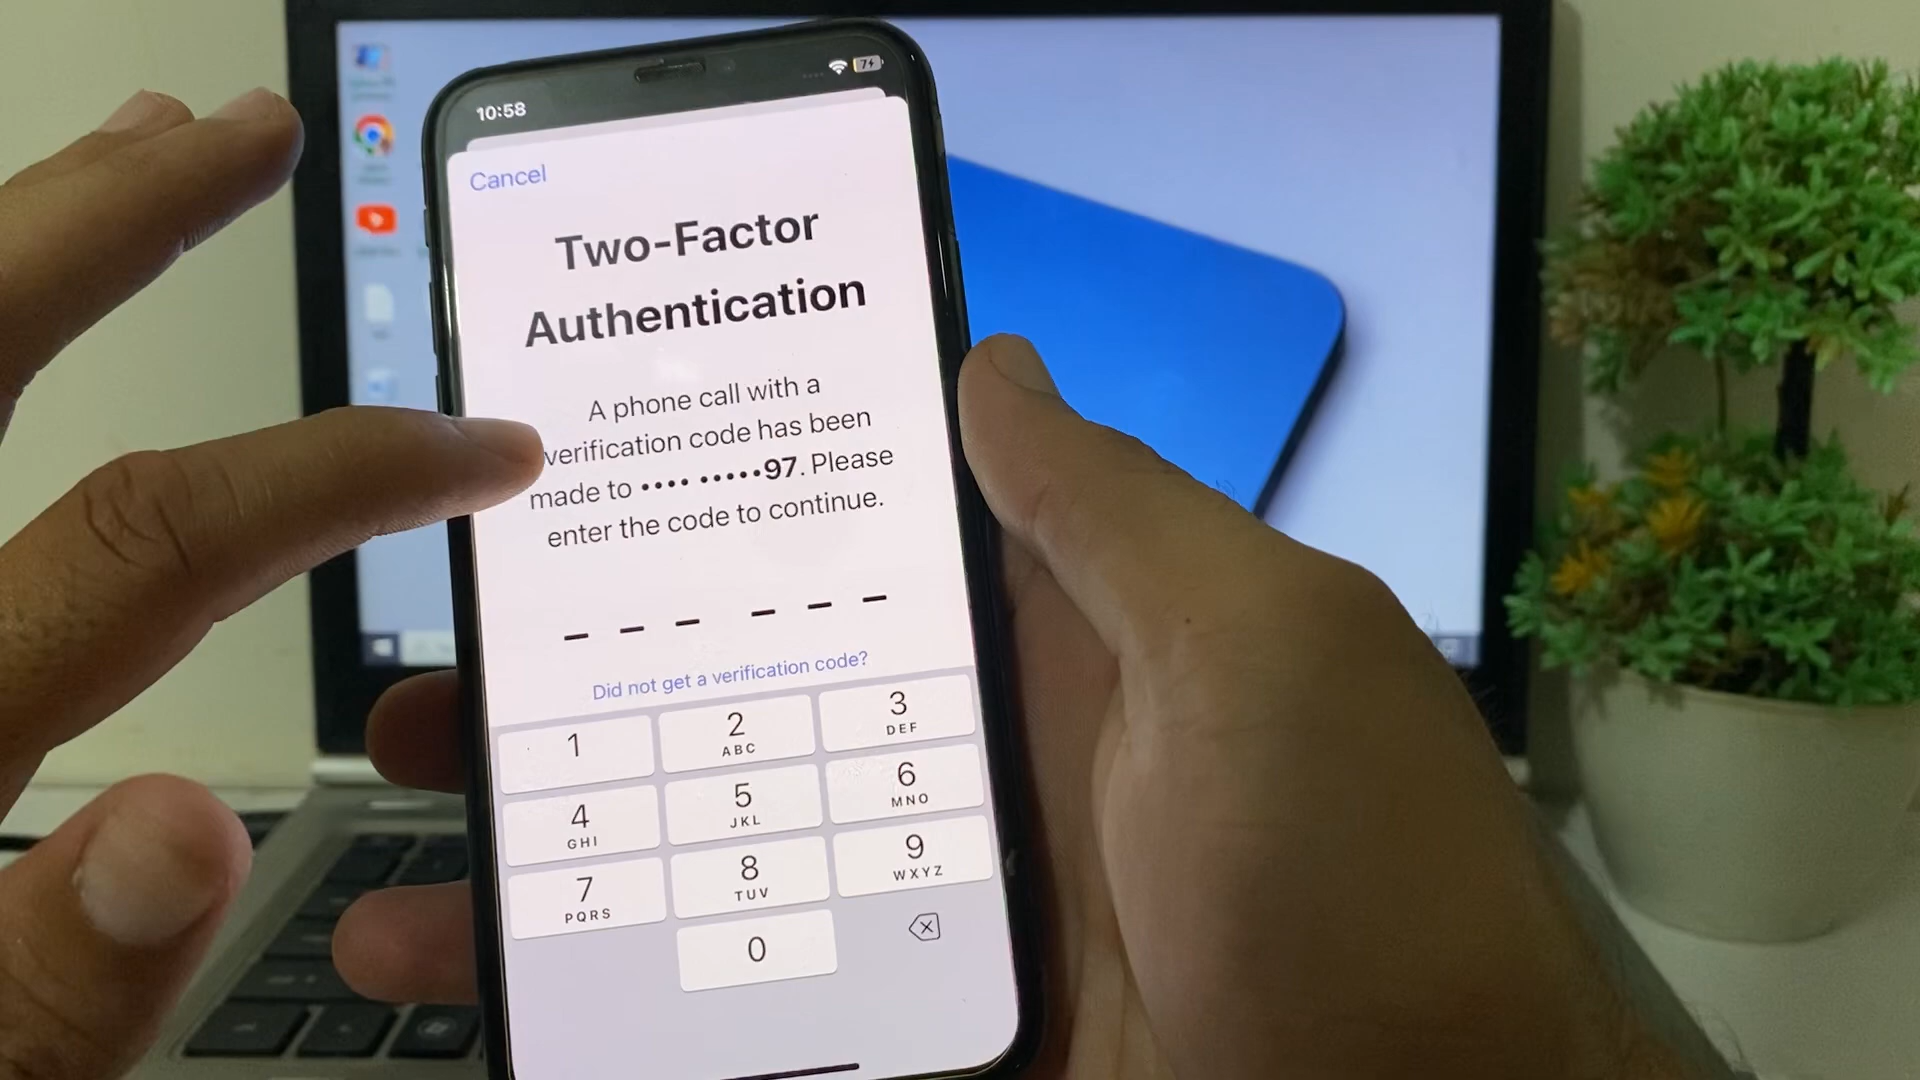 10:58
7
Cancel
Two-Factor
Authentication
A phone call with a
verification code has been
made to •••• •••••97. Please
enter the code to continue.
Did not get a verification code?
1
2
ABC
3
DEF
4
GHI
5
JKL
6
MNO
7
PQRS
8
TUV
9
WXYZ
0